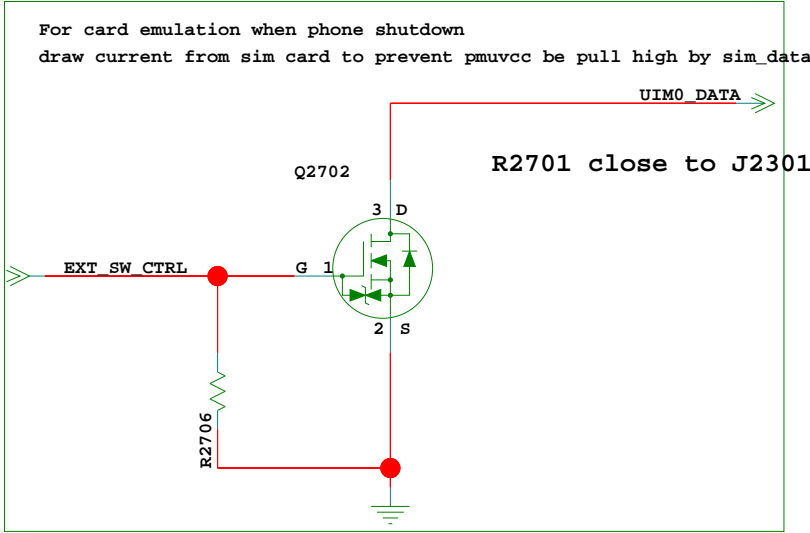 For card emulation when phone shutdown
draw current from sim card to prevent pmuvcc be pull high by sim_data
UIM0_DATA
R2701 close to J2301
Q2702
3 D
EXT_SW_CTRL
G 1
2 S
R2706